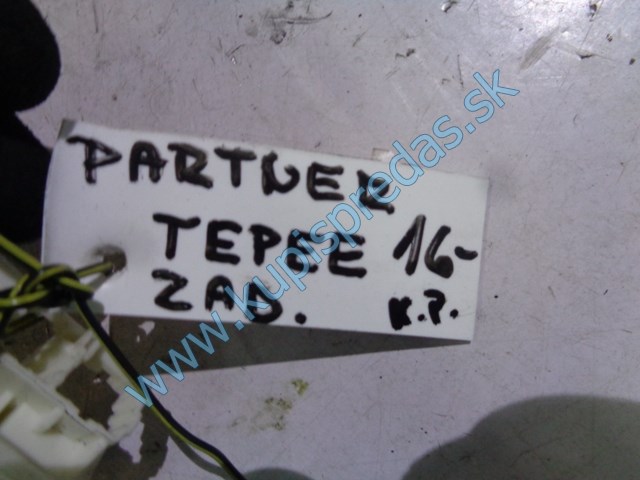 PARTNER
TEPEE 16-
ZAD. K.P.
www.kupispredas.sk